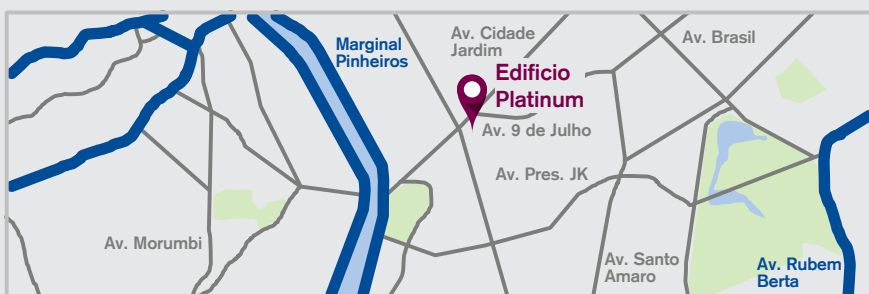 Av. Cidade
Jardim
Av. Brasil
Marginal
Pinheiros
Edificio
Platinum
Av. 9 de Julho
Av. Pres. JK
Av. Morumbi
Av. Santo
Amaro
Av. Rubem
Berta